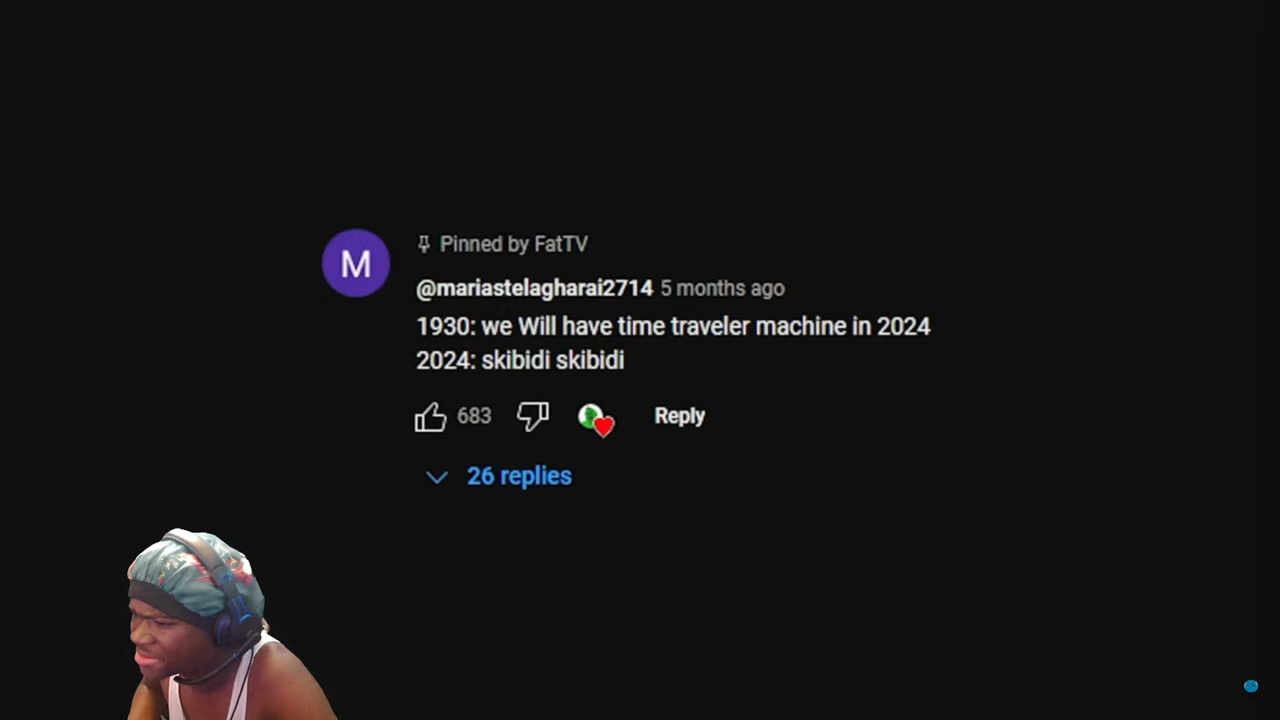 M
Pinned by FatTV
@mariastelagharai2714 5 months ago
1930: we Will have time traveler machine in 2024
2024: skibidi skibidi
683 Reply
26 replies